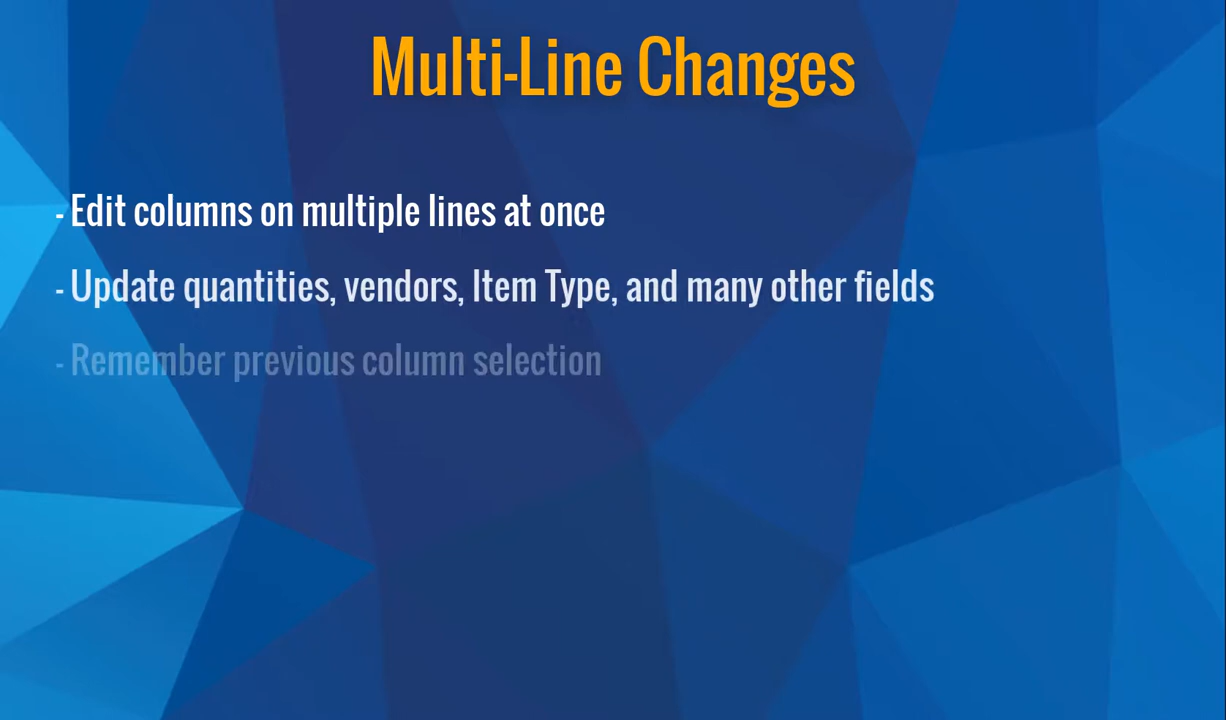 Multi-Line Changes
- Edit columns on multiple lines at once
- Update quantities, vendors, Item Type, and many other fields
- Remember previous column selection